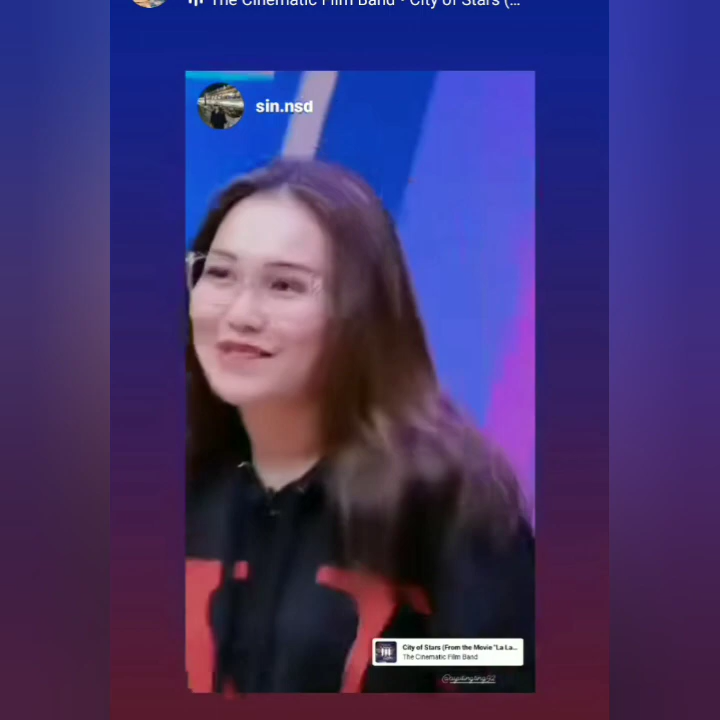 The Cinematic Film Band • City of Stars (...
sin.nsd
City of Stars (From the Movie "La La...
The Cinematic Film Band